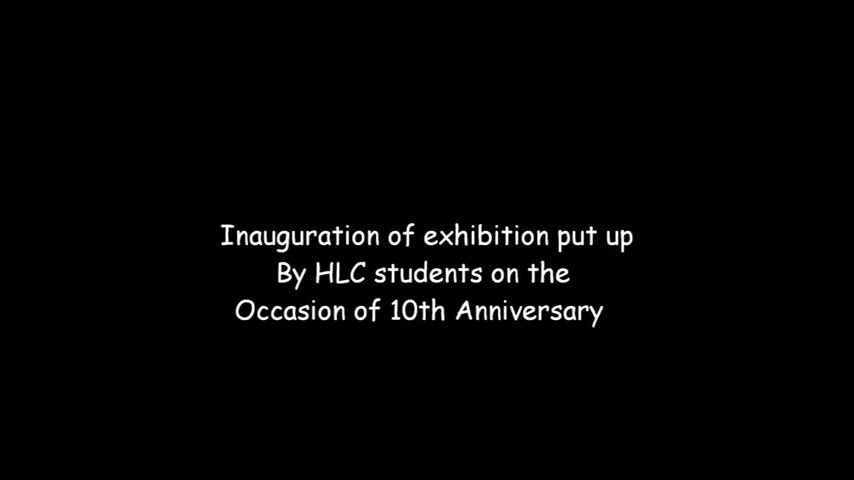 Inauguration of exhibition put up
By HLC students on the
Occasion of 10th Anniversary